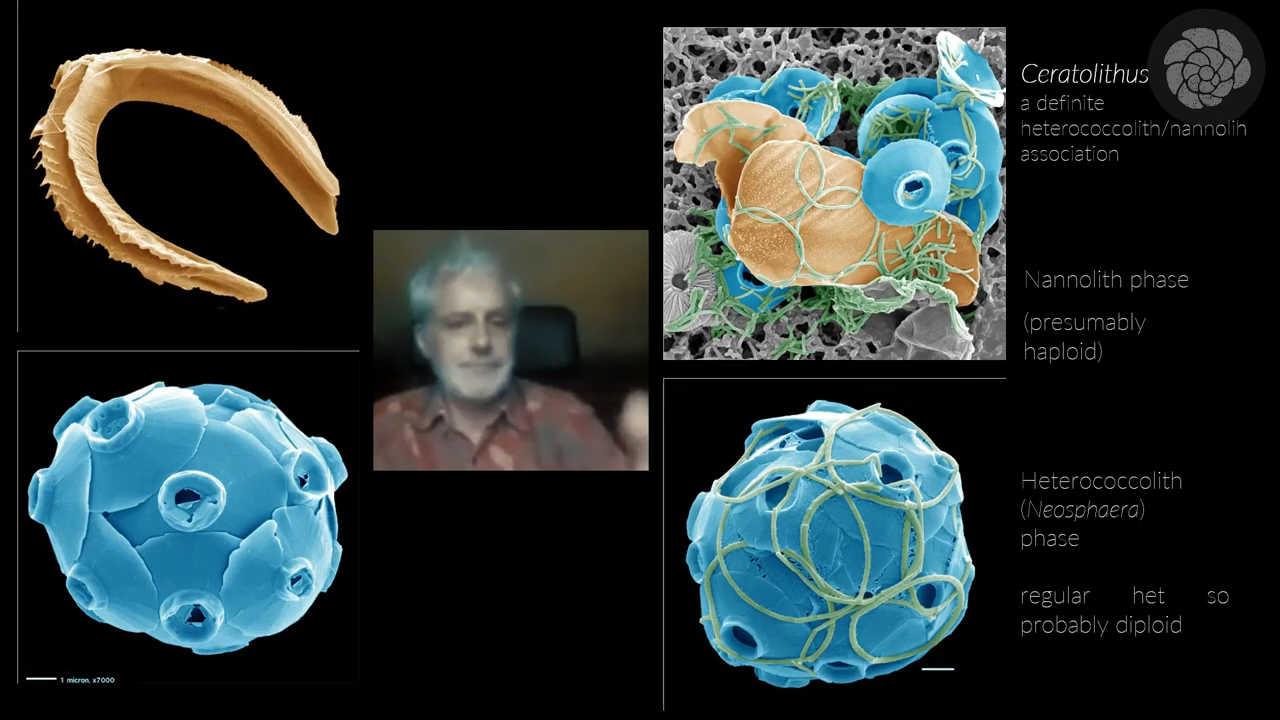 Ceratolithus
a definite
heterococcolith/nannolih
association
Nannolith phase
(presumably
haploid)
Heterococcolith
(Neosphaera)
phase
regular het so
probably diploid
1 micron, x7000